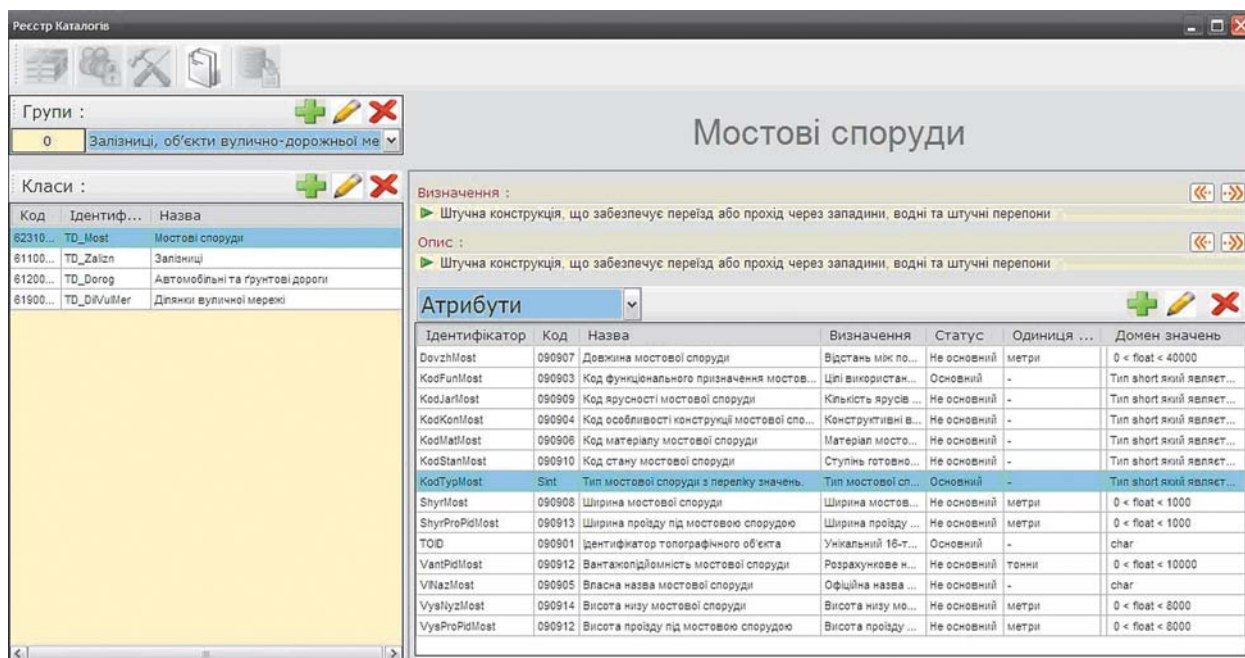 Реєстр Каталогів
Групи :
0 Залізниці, об'єкти вулично-дорожньої ме
Класи :
Код Ідентиф... Назва
62310... TD_Most Мостові споруди
61100... TD_Zalizn Залізниці
61200... TD_Dorog Автомобільні та ґрунтові дороги
61900... TD_DilVulMer Ділянки вуличної мережі
Мостові споруди
Визначення :
Штучна конструкція, що забезпечує переїзд або прохід через западини, водні та штучні перепони
Опис :
Штучна конструкція, що забезпечує переїзд або прохід через западини, водні та штучні перепони
Атрибути
Ідентифікатор Код Назва Визначення Статус Одиниця ... Домен значень
DovzhMost 090907 Довжина мостової споруди Відстань між по... Не основний метри 0 < float < 40000
KodFunMost 090903 Код функціонального призначення мостов... Цілі використан... Основний - Тип short який являєт...
KodJarMost 090909 Код ярусності мостової споруди Кількість ярусів ... Не основний - Тип short який являєт...
KodKonMost 090904 Код особливості конструкції мостової спо... Конструктивні в... Не основний - Тип short який являєт...
KodMatMost 090906 Код матеріалу мостової споруди Матеріал мосто... Не основний - Тип short який являєт...
KodStanMost 090910 Код стану мостової споруди Ступінь готовно... Не основний - Тип short який являєт...
KodTypMost Sint Тип мостової споруди з переліку значень. Тип мостової сп... Основний - Тип short який являєт...
ShyrMost 090908 Ширина мостової споруди Ширина мостов... Не основний метри 0 < float < 1000
ShyrProPidMost 090913 Ширина проїзду під мостовою спорудою Ширина проїзду ... Не основний метри 0 < float < 1000
TOID 090901 Ідентифікатор топографічного об'єкта Унікальний 16-т... Основний - char
VantPidMost 090912 Вантажопідйомність мостової споруди Розрахункове н... Не основний тонни 0 < float < 10000
VlNazMost 090905 Власна назва мостової споруди Офіційна назва ... Не основний - char
VysNyzMost 090914 Висота низу мостової споруди Висота низу мо... Не основний метри 0 < float < 8000
VysProPidMost 090912 Висота проїзду під мостовою спорудою Висота проїзду ... Не основний метри 0 < float < 8000